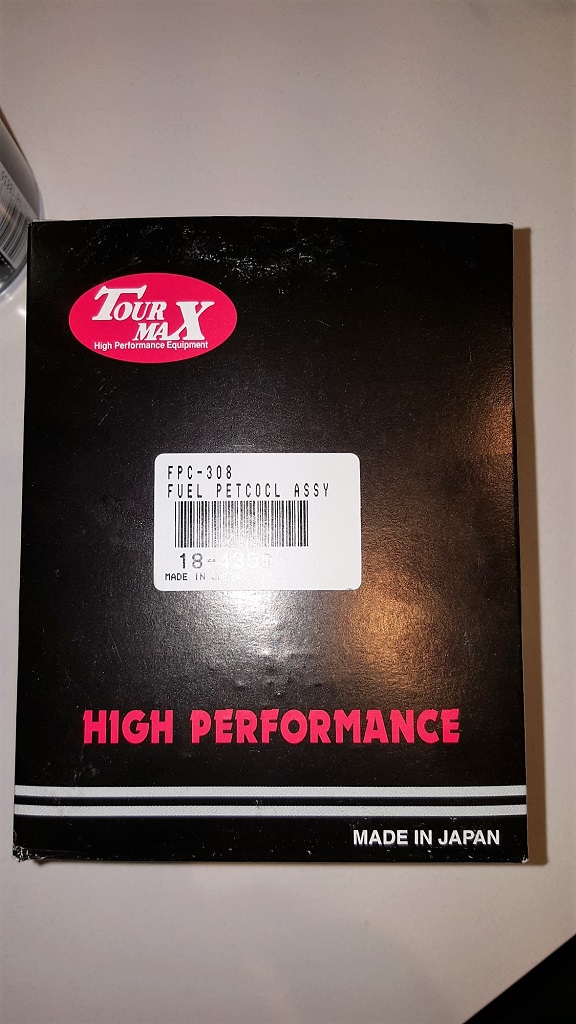 TOUR
MAX
High Performance Equipment
FPC-308
FUEL PETCOCL ASSY
MADE IN
HIGH PERFORMANCE
MADE IN JAPAN